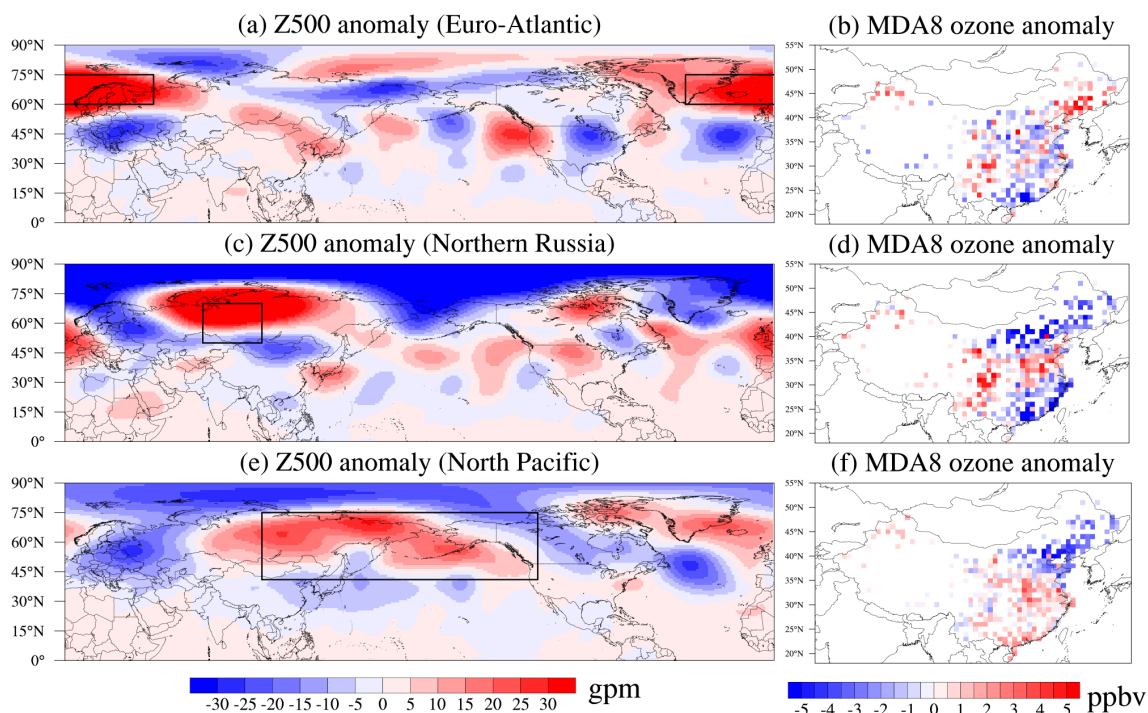 (a) Z500 anomaly (Euro-Atlantic)
(b) MDA8 ozone anomaly
90°N
75°N
60°N
45°N
30°N
15°N
0°
55°N
50°N
45°N
40°N
35°N
30°N
25°N
20°N
(c) Z500 anomaly (Northern Russia)
(d) MDA8 ozone anomaly
90°N
75°N
60°N
45°N
30°N
15°N
0°
55°N
50°N
45°N
40°N
35°N
30°N
25°N
20°N
(e) Z500 anomaly (North Pacific)
(f) MDA8 ozone anomaly
90°N
75°N
60°N
45°N
30°N
15°N
0°
55°N
50°N
45°N
40°N
35°N
30°N
25°N
20°N
-30 -25 -20 -15 -10 -5 0 5 10 15 20 25 30 gpm
-5 -4 -3 -2 -1 0 1 2 3 4 5 ppbv